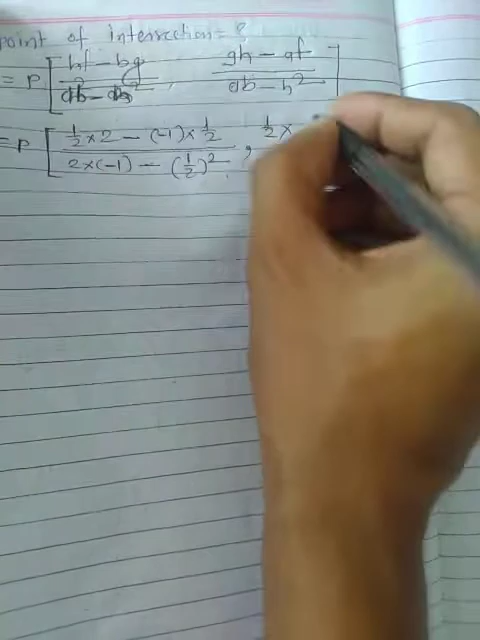 point of intersection = ?
= P [ hf - bg / ab - h², gh - af / ab - h² ]
= P [ ½ × 2 - (-1) × ½ / 2 × (-1) - (½)², ½ ×